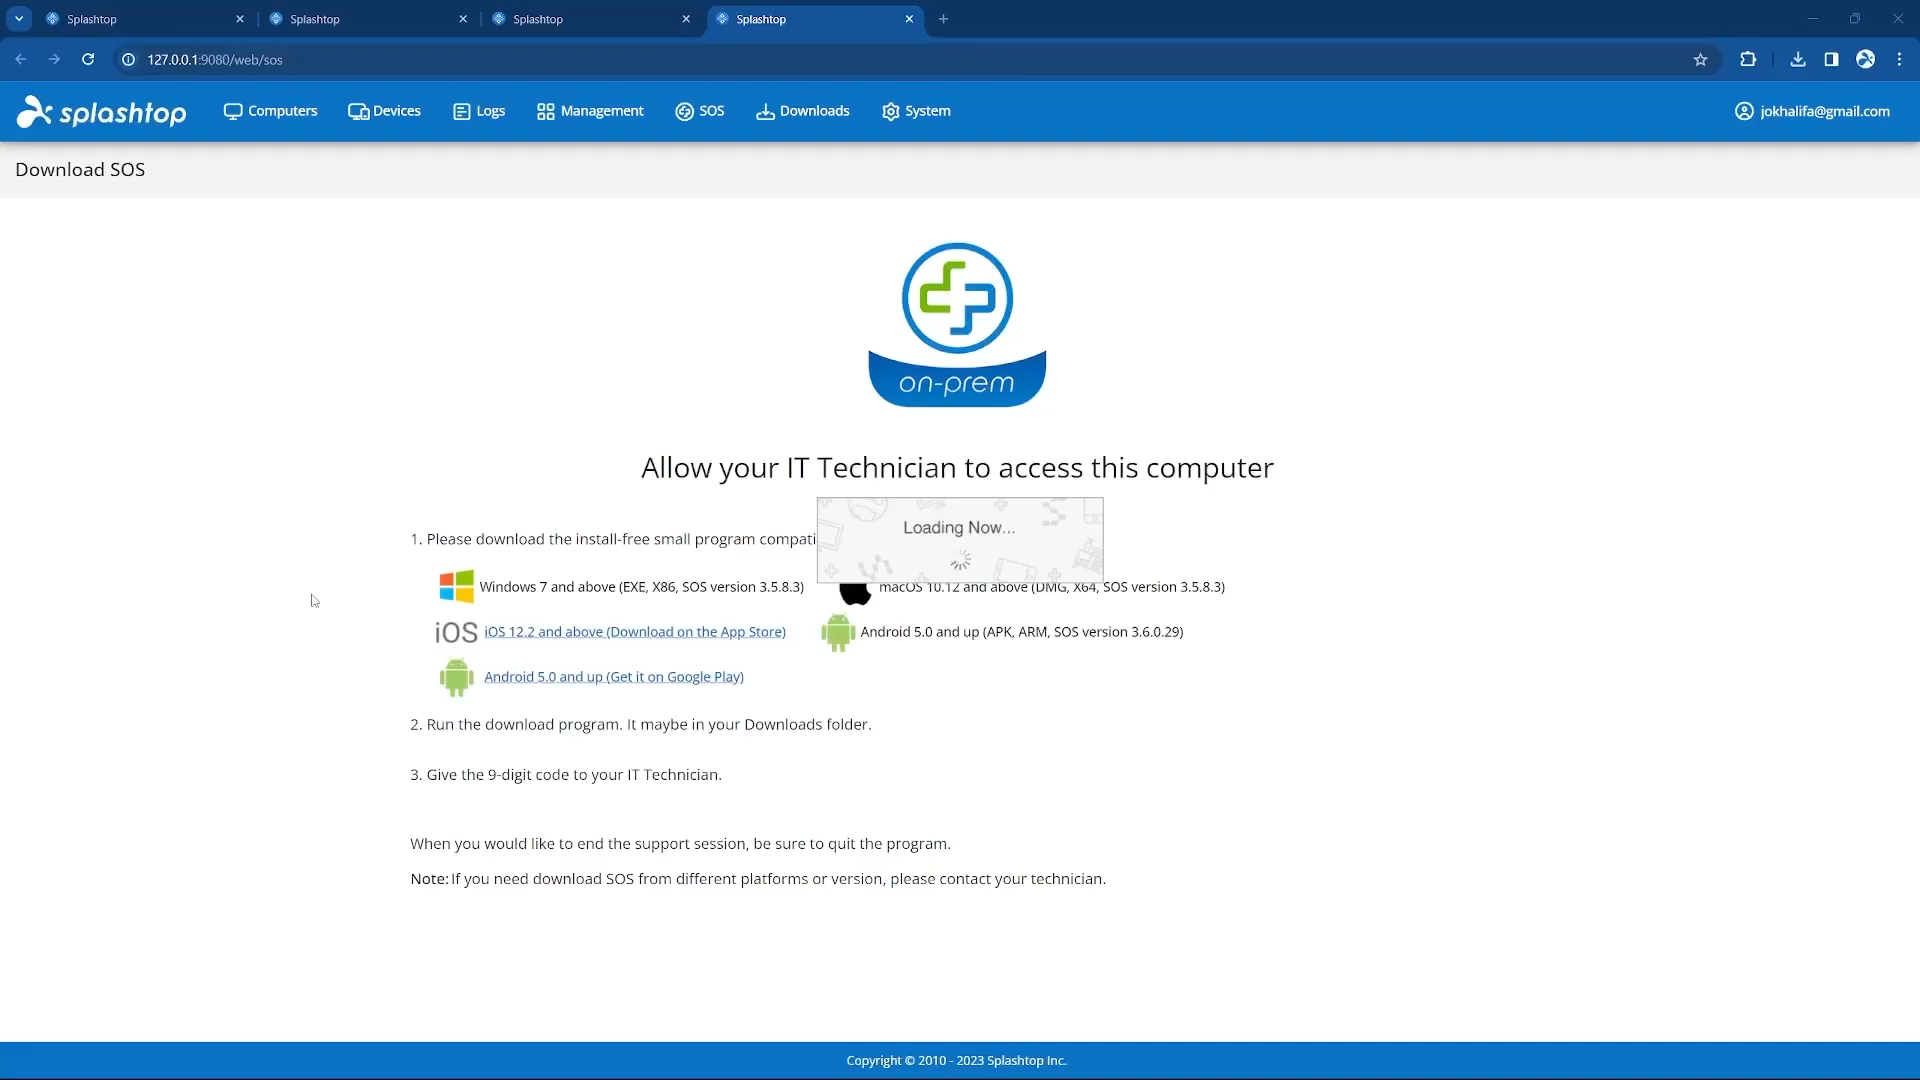 Splashtop
Splashtop
Splashtop
Splashtop
127.0.0.1:9080/web/sos
splashtop
Computers
Devices
Logs
Management
SOS
Downloads
System
jokhalifa@gmail.com
Download SOS
on-prem
Allow your IT Technician to access this computer
Loading Now...
1. Please download the install-free small program compati
Windows 7 and above (EXE, X86, SOS version 3.5.8.3)
macOS 10.12 and above (DMG, X64, SOS version 3.5.8.3)
iOS iOS 12.2 and above (Download on the App Store)
Android 5.0 and up (APK, ARM, SOS version 3.6.0.29)
Android 5.0 and up (Get it on Google Play)
2. Run the download program. It maybe in your Downloads folder.
3. Give the 9-digit code to your IT Technician.
When you would like to end the support session, be sure to quit the program.
Note: If you need download SOS from different platforms or version, please contact your technician.
Copyright © 2010 - 2023 Splashtop Inc.